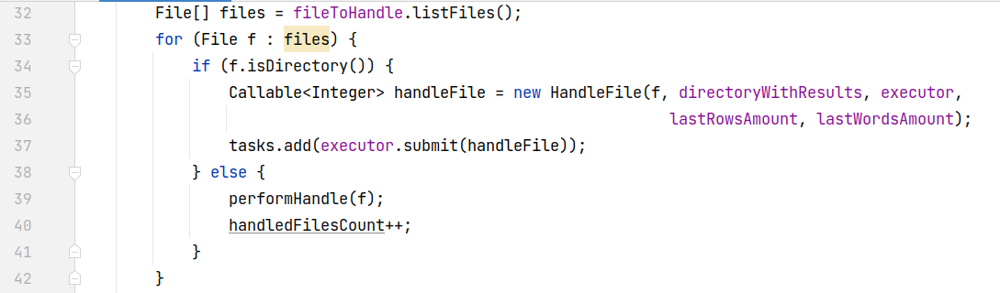 32 File[] files = fileToHandle.listFiles();
33 for (File f : files) {
34 if (f.isDirectory()) {
35 Callable<Integer> handleFile = new HandleFile(f, directoryWithResults, executor,
36 lastRowsAmount, lastWordsAmount);
37 tasks.add(executor.submit(handleFile));
38 } else {
39 performHandle(f);
40 handledFilesCount++;
41 }
42 }